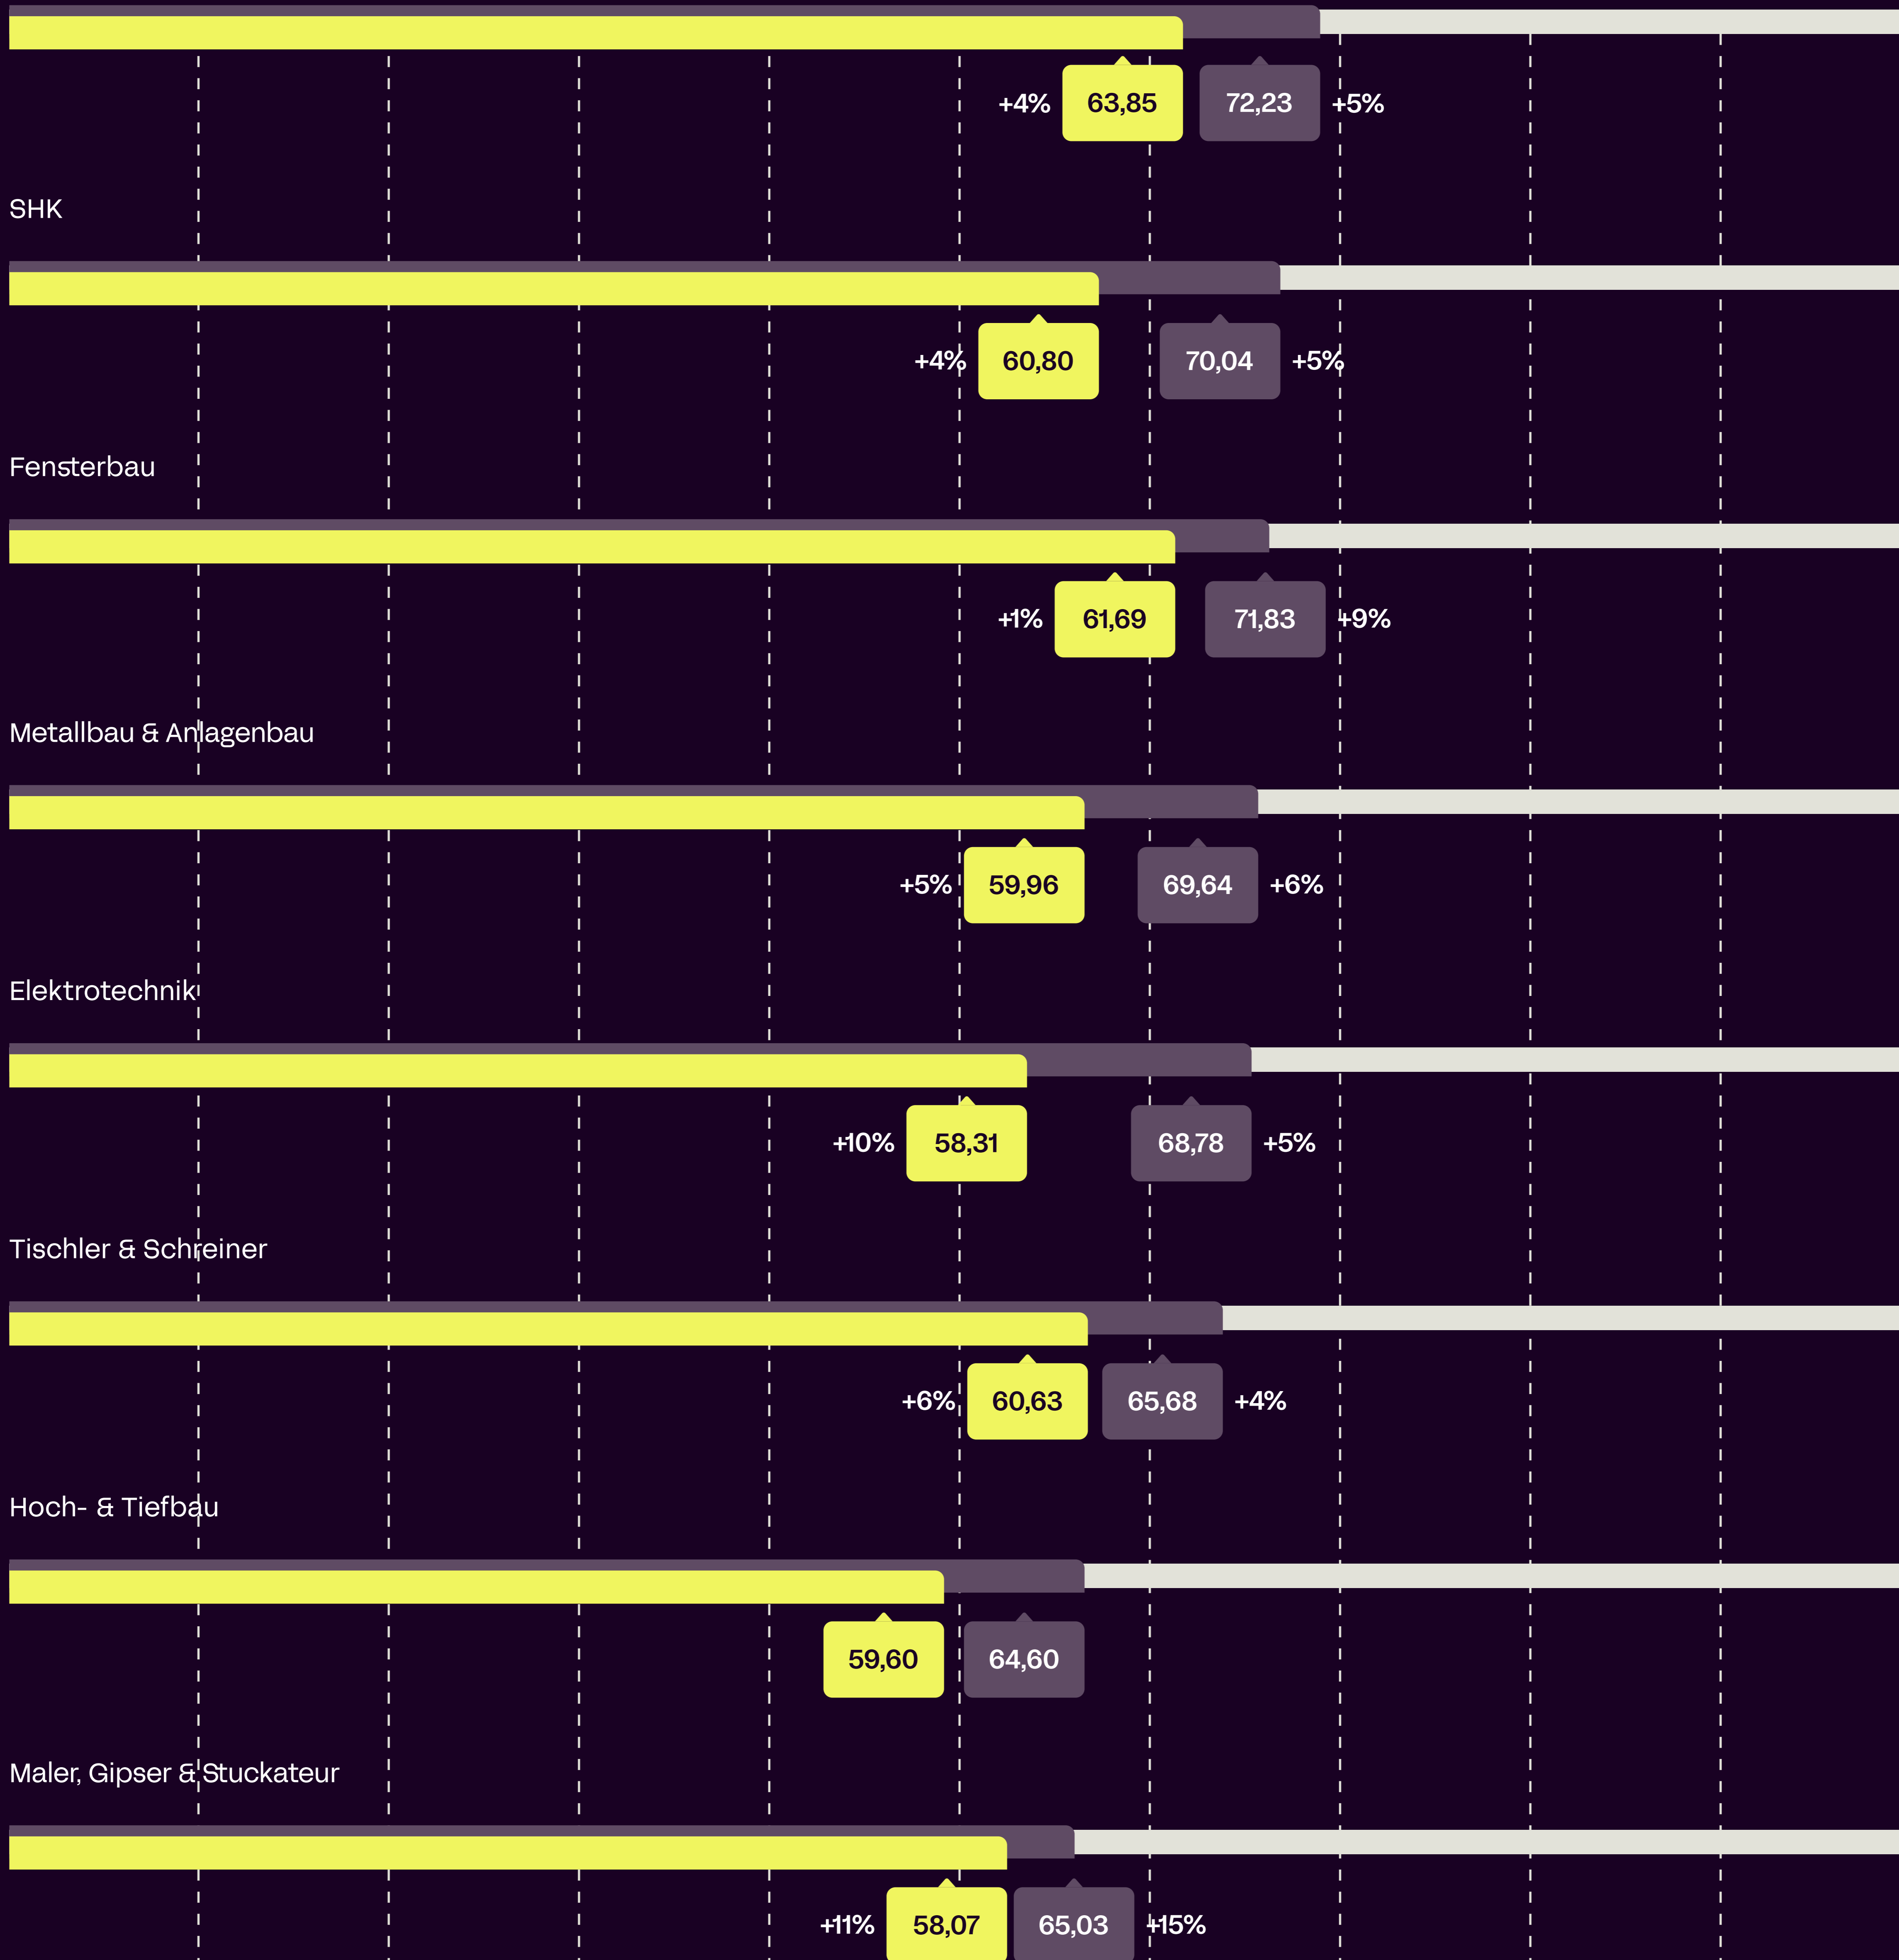 +4% 63,85 72,23 +5%
SHK
+4% 60,80 70,04 +5%
Fensterbau
+1% 61,69 71,83 +9%
Metallbau & Anlagenbau
+5% 59,96 69,64 +6%
Elektrotechnik
+10% 58,31 68,78 +5%
Tischler & Schreiner
+6% 60,63 65,68 +4%
Hoch- & Tiefbau
59,60 64,60
Maler, Gipser & Stuckateur
+11% 58,07 65,03 +15%